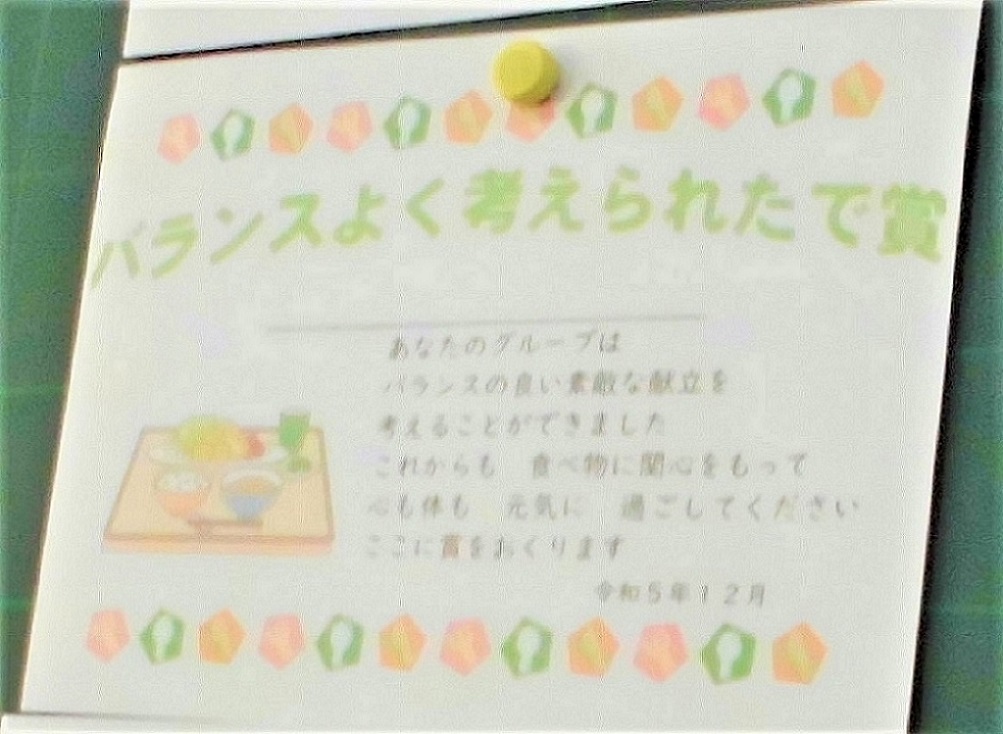 バランスよく考えられたで賞
あなたのグループは
バランスの良い素敵な献立を
考えることができました
これからも　食べ物に関心をもって
心も体も　元気に　過ごしてください
ここに賞をおくります
令和５年１２月